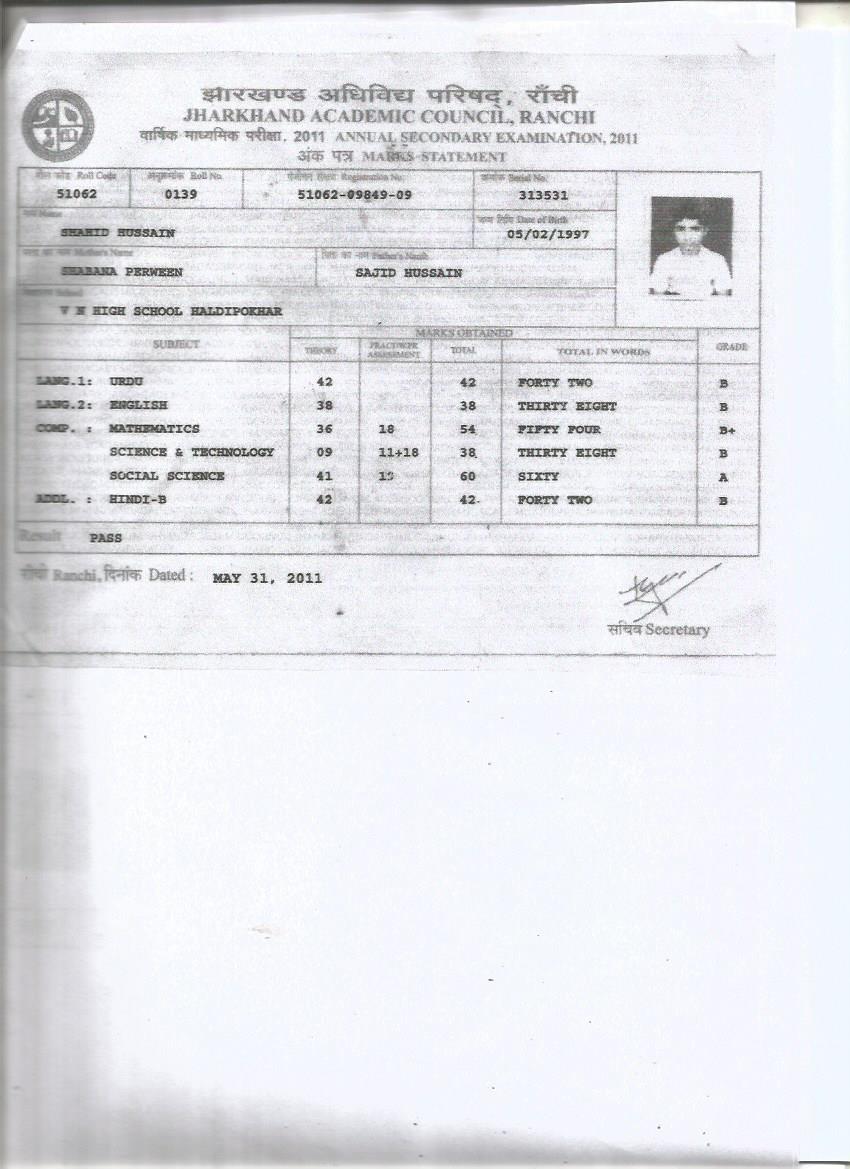 झारखण्ड अधिविद्य परिषद्, राँची
JHARKHAND ACADEMIC COUNCIL, RANCHI
वार्षिक माध्यमिक परीक्षा, 2011 ANNUAL SECONDARY EXAMINATION, 2011
अंक पत्र MARKS-STATEMENT
रौल कोड Roll Code अनुक्रमांक Roll No. Registration No. क्रमांक Serial No.
51062 0139 51062-09849-09 313531
नाम Name जन्म तिथि Date of Birth
SHAHID HUSSAIN 05/02/1997
माता का नाम Mother's Name पिता का नाम Father's Name
SHABANA PERWEEN SAJID HUSSAIN
School
V N HIGH SCHOOL HALDIPOKHAR
MARKS OBTAINED
SUBJECT THEORY TOTAL TOTAL IN WORDS GRADE
ASSESSMENT
LANG.1: URDU 42 42 FORTY TWO B
LANG.2: ENGLISH 38 38 THIRTY EIGHT B
COMP. : MATHEMATICS 36 18 54 FIFTY FOUR B+
SCIENCE & TECHNOLOGY 09 11+18 38 THIRTY EIGHT B
SOCIAL SCIENCE 41 60 SIXTY A
ADDL. : HINDI-B 42 42 FORTY TWO B
Result PASS
राँची Ranchi, दिनांक Dated : MAY 31, 2011
सचिव Secretary